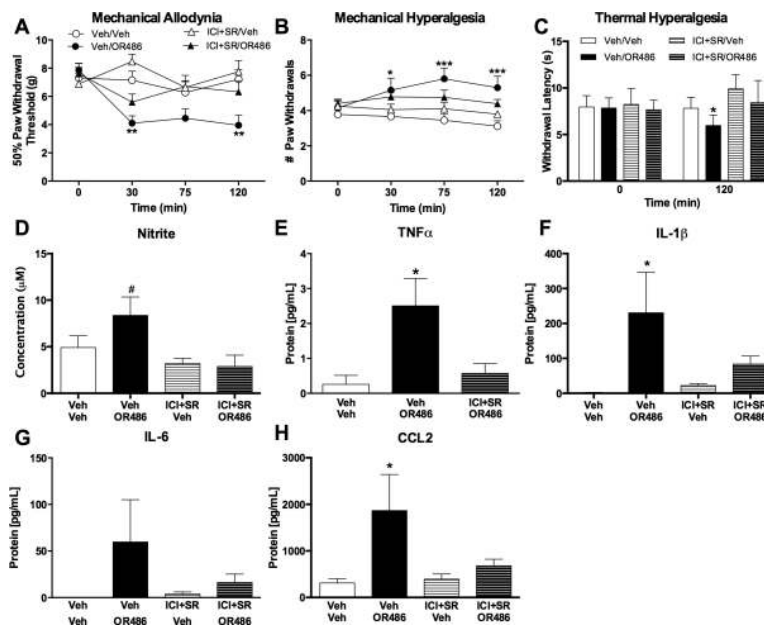 A
Mechanical Allodynia
Veh/Veh
Veh/OR486
ICI+SR/Veh
ICI+SR/OR486
50% Paw Withdrawal
Threshold (g)
10
8
6
4
2
0
**
**
0 30 75 120
Time (min)
B
Mechanical Hyperalgesia
# Paw Withdrawals
8
6
4
2
0
*
***
***
0 30 75 120
Time (min)
C
Thermal Hyperalgesia
Veh/Veh
Veh/OR486
ICI+SR/Veh
ICI+SR/OR486
Withdrawal Latency (s)
15
10
5
0
*
0 120
Time (min)
D
Nitrite
Concentration (µM)
15
10
5
0
#
Veh Veh ICI+SR ICI+SR
Veh OR486 Veh OR486
E
TNFα
Protein [pg/mL]
4
3
2
1
0
*
Veh Veh ICI+SR
Veh OR486 OR486
F
IL-1β
Protein [pg/mL]
400
300
200
100
0
*
Veh Veh ICI+SR ICI+SR
Veh OR486 Veh OR486
G
IL-6
Protein [pg/mL]
150
100
50
0
Veh Veh ICI+SR ICI+SR
Veh OR486 Veh OR486
H
CCL2
Protein [pg/mL]
3000
2000
1000
0
*
Veh Veh ICI+SR ICI+SR
Veh OR486 Veh OR486